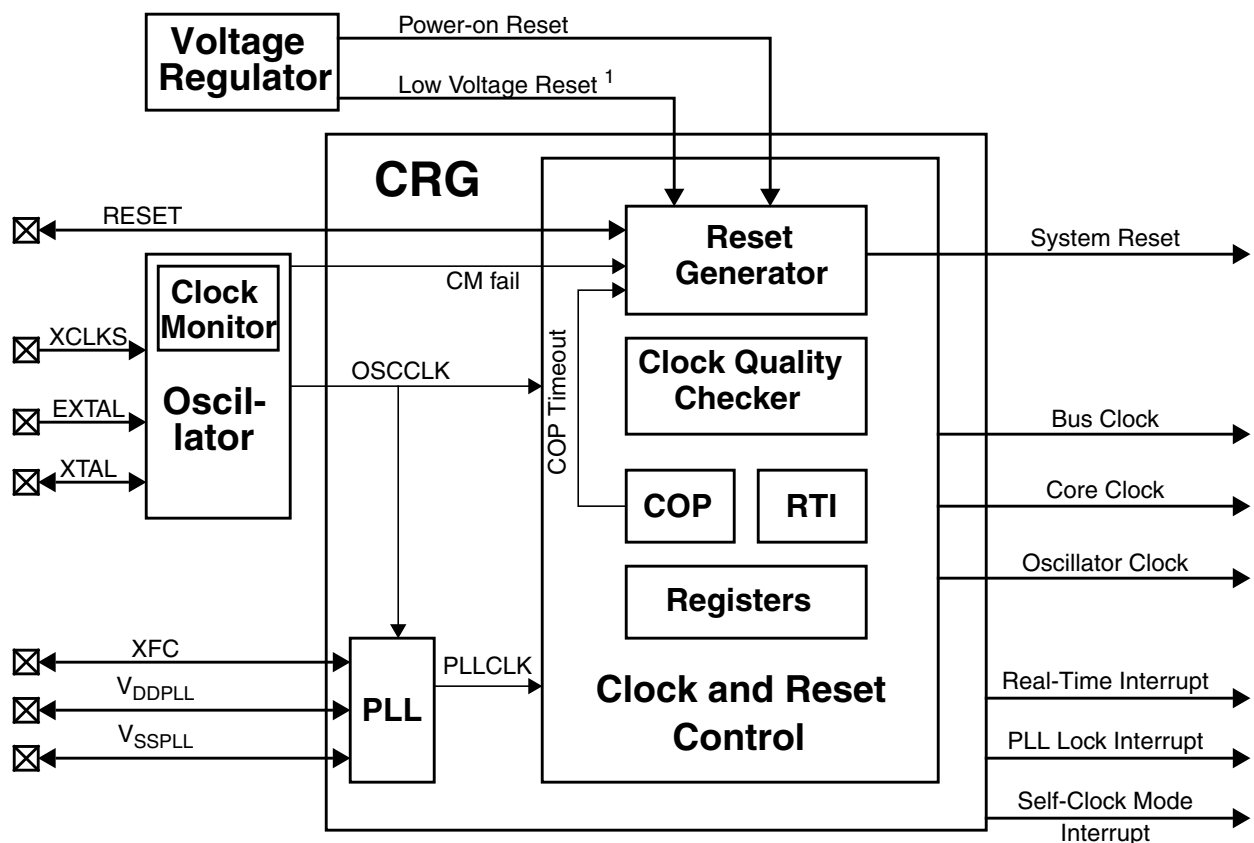 Voltage
Regulator
Power-on Reset
Low Voltage Reset 1
CRG
RESET
Reset
Generator
System Reset
CM fail
Clock
Monitor
XCLKS
COP Timeout
Clock Quality
Checker
OSCCLK
EXTAL
Oscil-
lator
Bus Clock
XTAL
COP
RTI
Core Clock
Oscillator Clock
Registers
XFC
PLLCLK
VDDPLL
PLL
VSSPLL
Clock and Reset
Control
Real-Time Interrupt
PLL Lock Interrupt
Self-Clock Mode
Interrupt